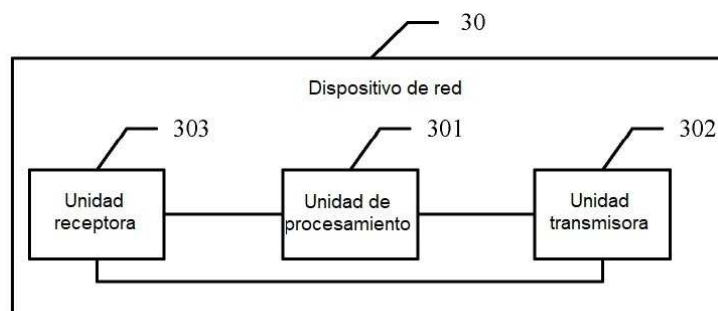 30
Dispositivo de red
303
301
302
Unidad
receptora
Unidad de
procesamiento
Unidad
transmisora